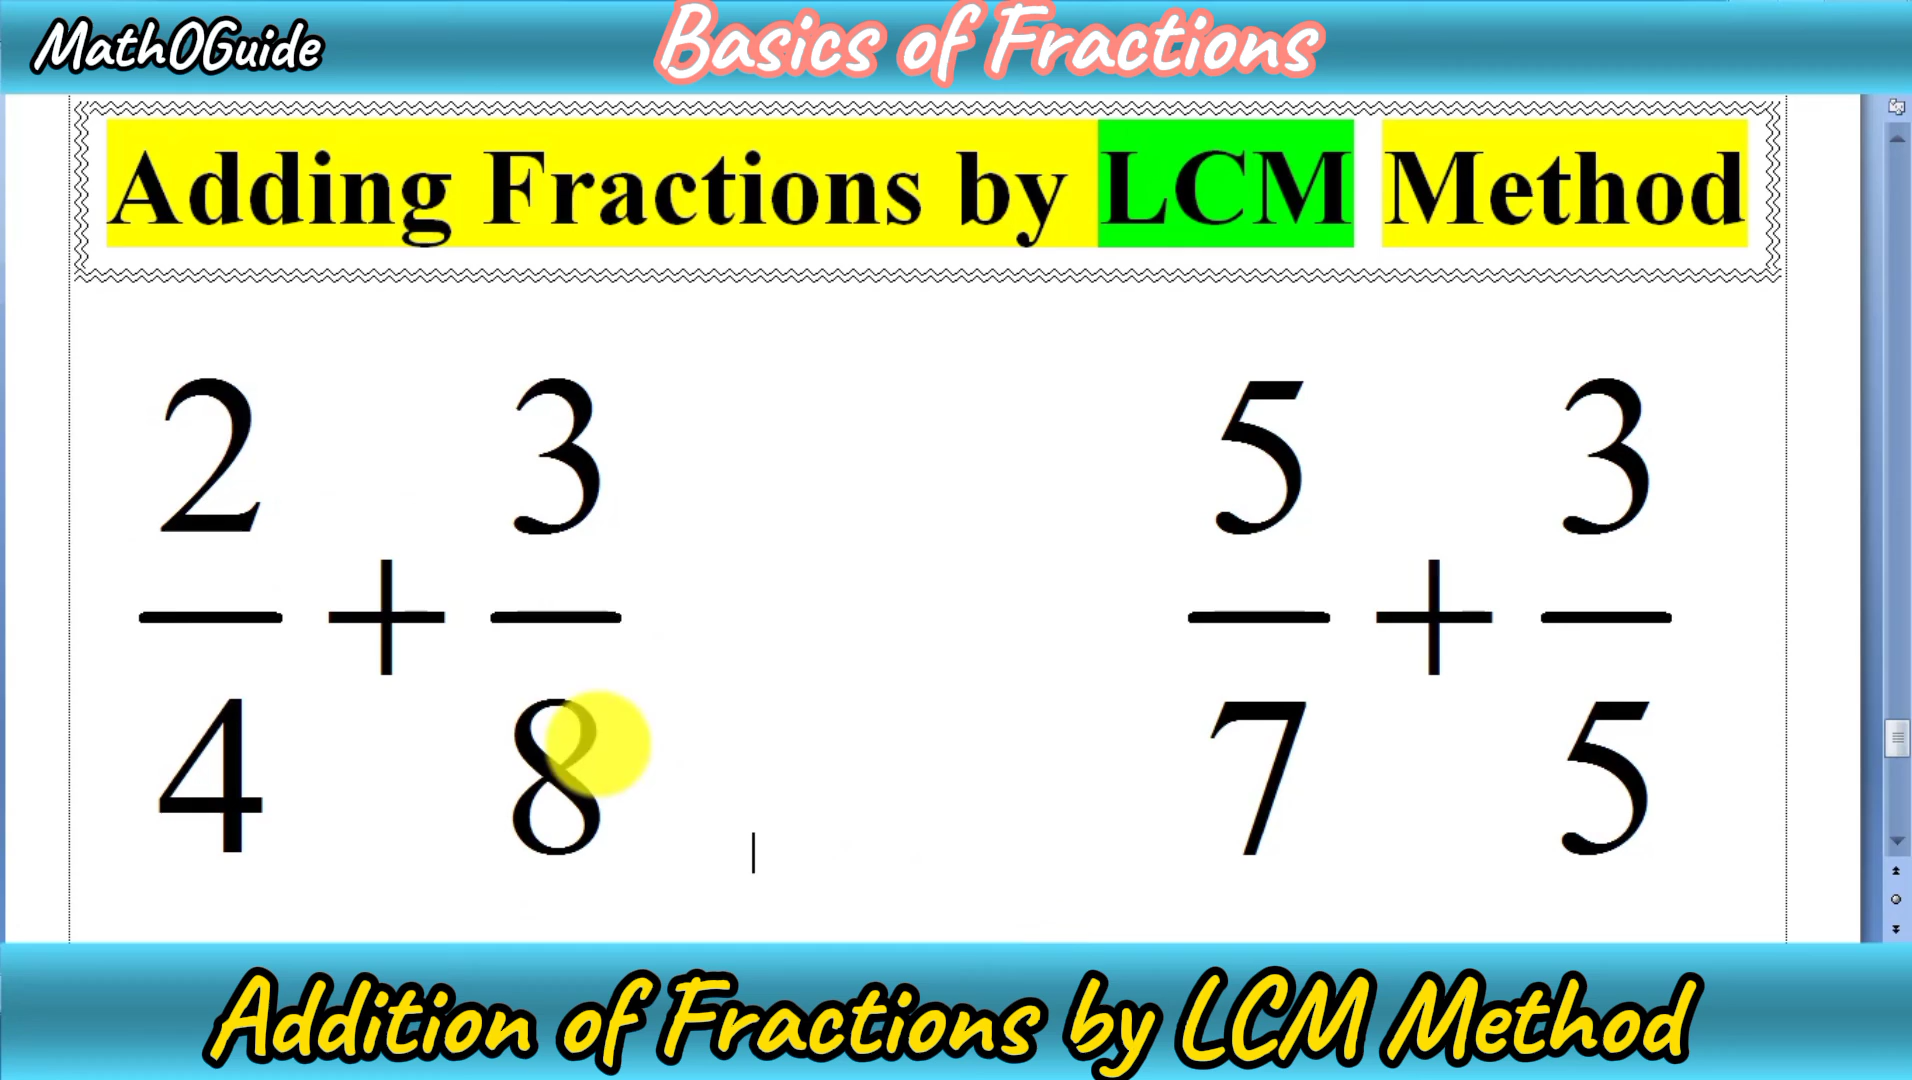 MathOGuide
Basics of Fractions
Adding Fractions by LCM Method
2 3 5 3
+ +
4 8 7 5
Addition of Fractions by LCM Method